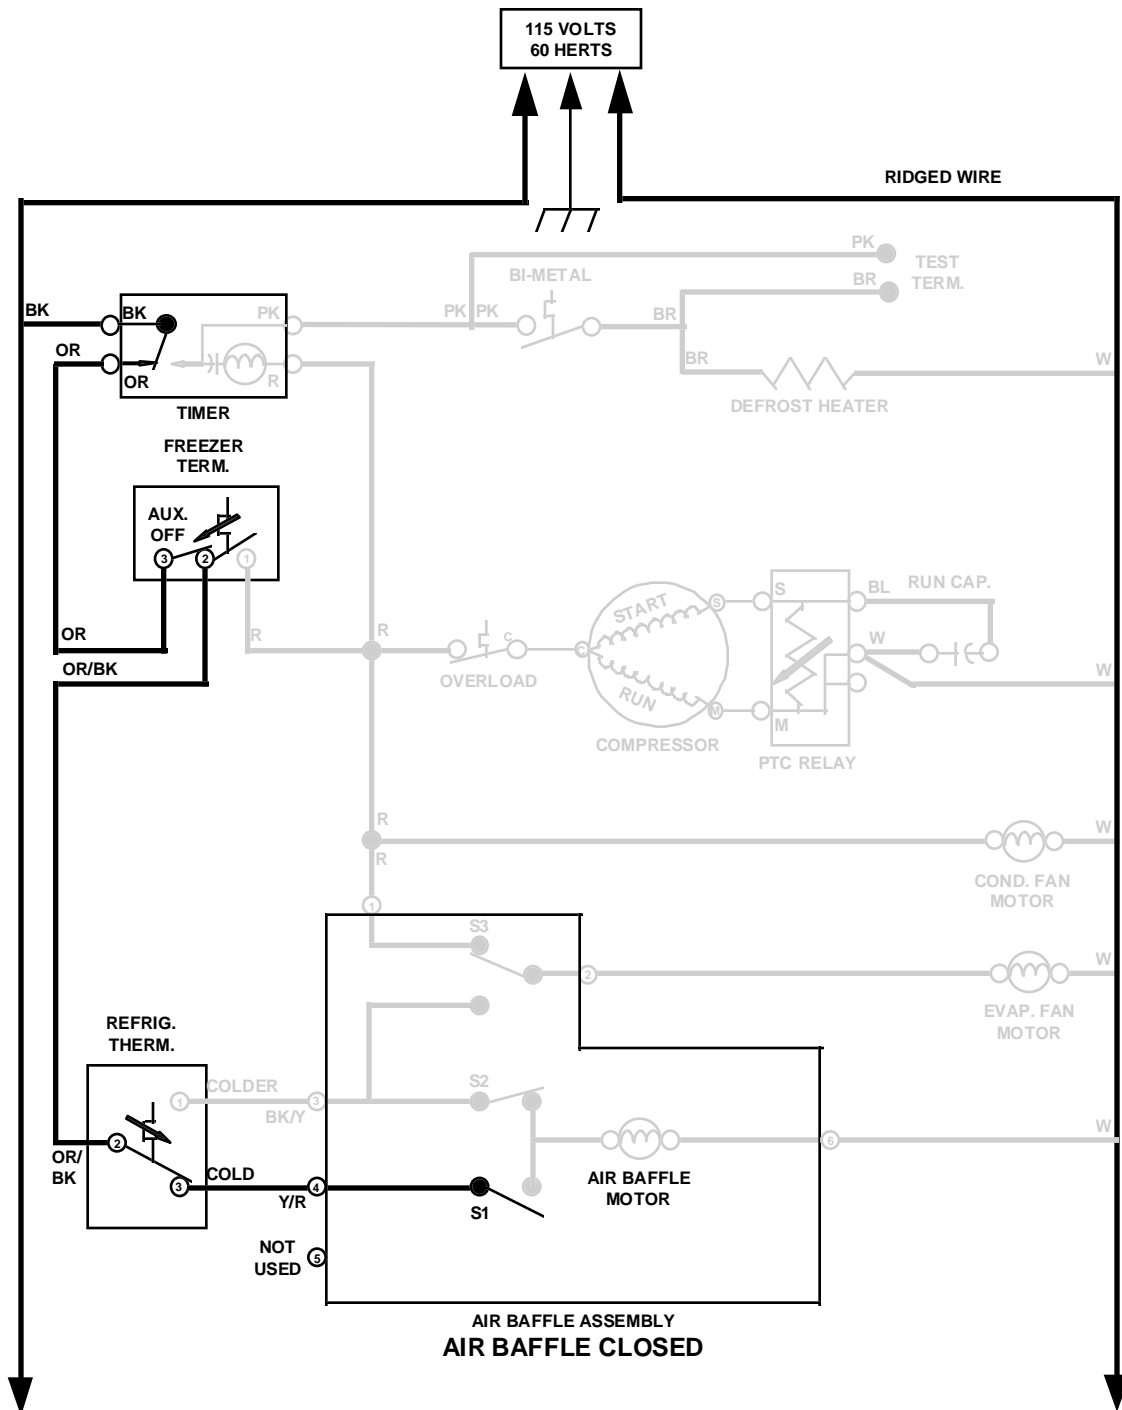 115 VOLTS
60 HERTS
RIDGED WIRE
PK
TEST
TERM.
BI-METAL
BR
BK
BK
PK
PK
PK
BR
OR
OR
R
BR
W
TIMER
DEFROST HEATER
FREEZER
TERM.
AUX.
OFF
3
2
1
S
START
S
BL
RUN CAP.
OR
R
R
C
C
W
OR/BK
OVERLOAD
RUN
W
M
M
COMPRESSOR
PTC RELAY
R
W
R
COND. FAN
MOTOR
1
S3
2
W
EVAP. FAN
MOTOR
REFRIG.
THERM.
1
COLDER
3
S2
BK/Y
W
2
6
OR/
BK
COLD
3
Y/R
4
S1
AIR BAFFLE
MOTOR
NOT
USED
5
AIR BAFFLE ASSEMBLY
AIR BAFFLE CLOSED